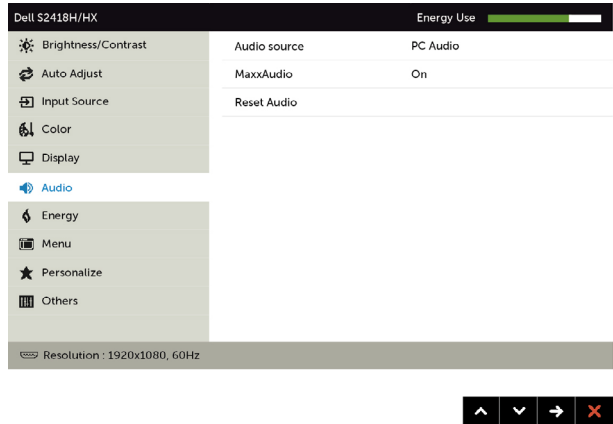 Dell S2418H/HX Energy Use
Brightness/Contrast
Auto Adjust
Input Source
Color
Display
Audio
Energy
Menu
Personalize
Others
Audio source PC Audio
MaxxAudio On
Reset Audio
Resolution : 1920x1080, 60Hz